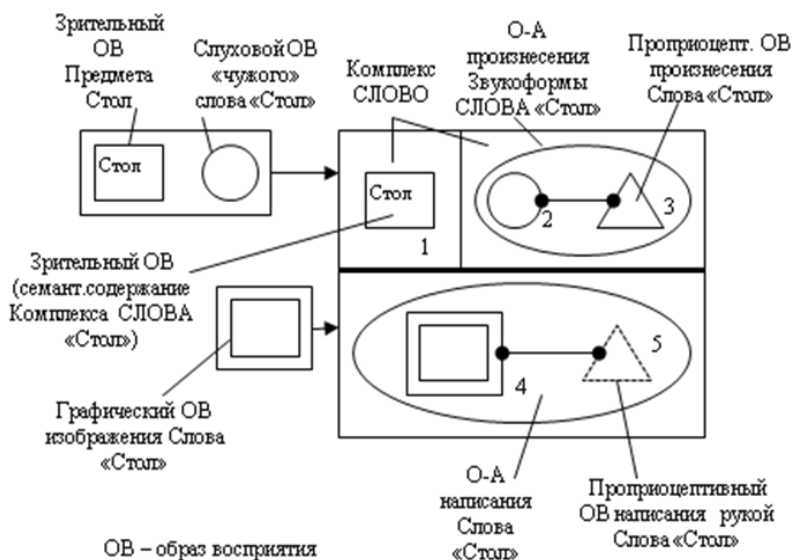 Зрительный
ОВ
Предмета
Стол
Слуховой ОВ
«чужого»
слова «Стол»
Комплекс
СЛОВО
О-А
произнесения
Звукоформы
СЛОВА «Стол»
Проприоцепт. ОВ
произнесения
Слова «Стол»
Стол
Стол
1
2
3
Зрительный ОВ
(семант.содержание
Комплекса СЛОВА
«Стол»)
4
5
Графический ОВ
изображения Слова
«Стол»
О-А
написания
Слова
«Стол»
Проприоцептивный
ОВ написания рукой
Слова «Стол»
ОВ – образ восприятия